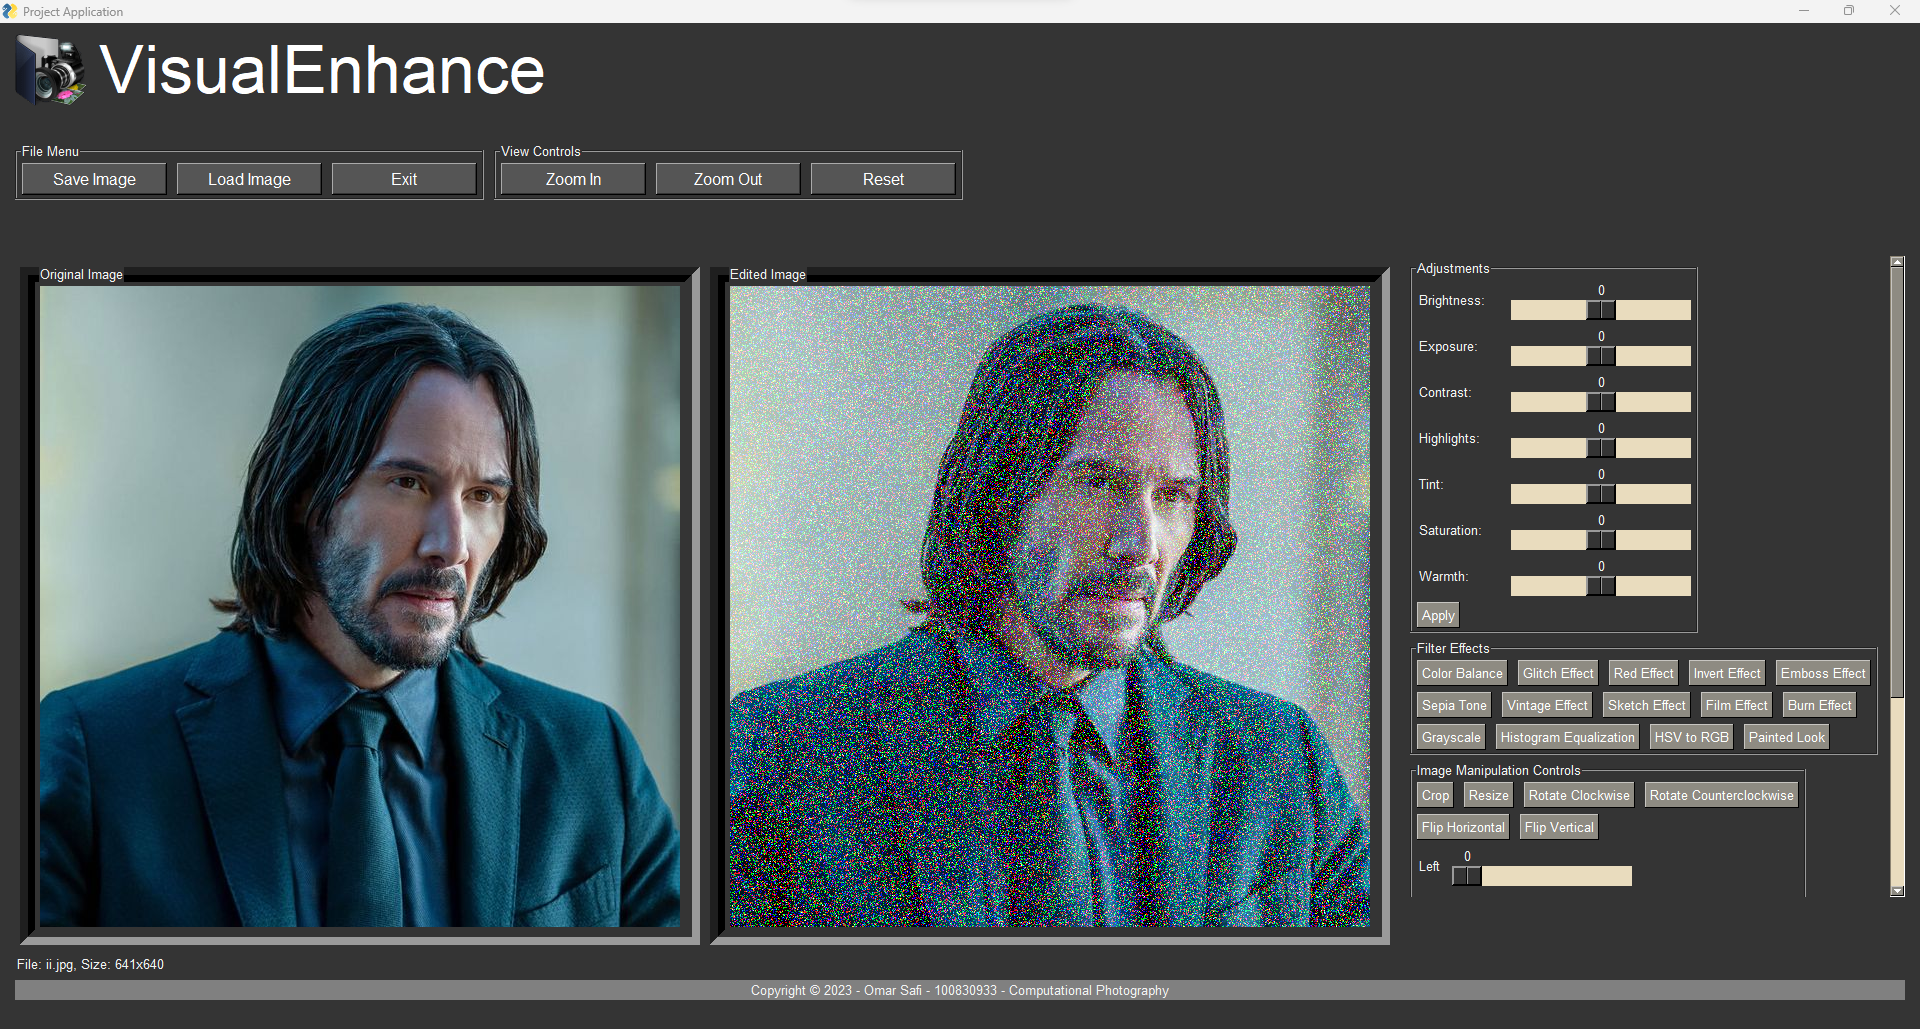 Project Application
VisualEnhance
File Menu
Save Image Load Image Exit
View Controls
Zoom In Zoom Out Reset
Original Image
Edited Image
Adjustments
0
Brightness:
0
Exposure:
0
Contrast:
0
Highlights:
0
Tint:
0
Saturation:
0
Warmth:
Apply
Filter Effects
Color Balance Glitch Effect Red Effect Invert Effect Emboss Effect
Sepia Tone Vintage Effect Sketch Effect Film Effect Burn Effect
Grayscale Histogram Equalization HSV to RGB Painted Look
Image Manipulation Controls
Crop Resize Rotate Clockwise Rotate Counterclockwise
Flip Horizontal Flip Vertical
0
Left
File: ii.jpg, Size: 641x640
Copyright © 2023 - Omar Safi - 100830933 - Computational Photography